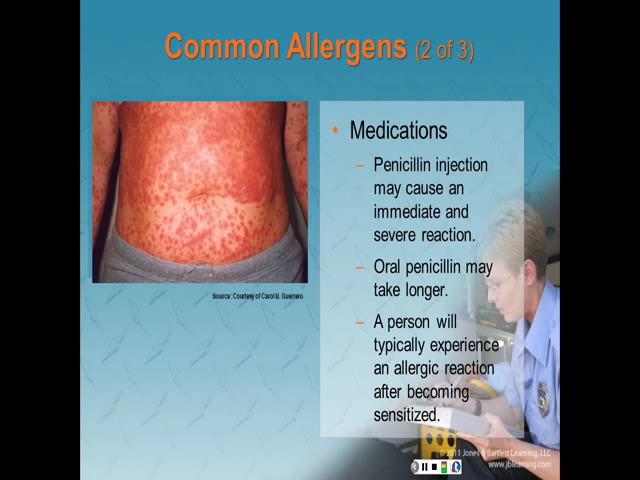 Common Allergens (2 of 3)
Source: Courtesy of Carol B. Guerrero
• Medications
– Penicillin injection
may cause an
immediate and
severe reaction.
– Oral penicillin may
take longer.
– A person will
typically experience
an allergic reaction
after becoming
sensitized.
© 2011 Jones & Bartlett Learning, LLC
www.jblearning.com